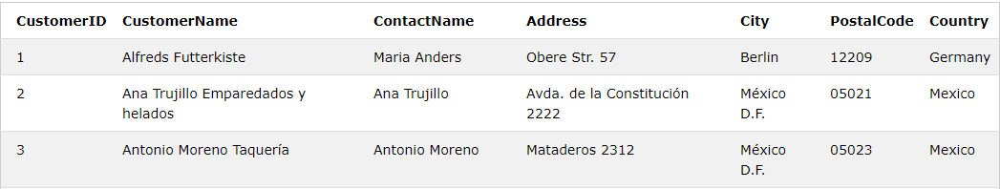 CustomerID CustomerName ContactName Address City PostalCode Country
1 Alfreds Futterkiste Maria Anders Obere Str. 57 Berlin 12209 Germany
2 Ana Trujillo Emparedados y Ana Trujillo Avda. de la Constitución México 05021 Mexico
helados 2222 D.F.
3 Antonio Moreno Taquería Antonio Moreno Mataderos 2312 México 05023 Mexico
D.F.